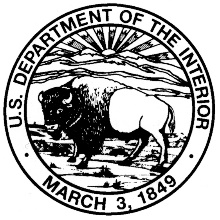 U.S. DEPARTMENT OF THE INTERIOR
MARCH 3, 1849